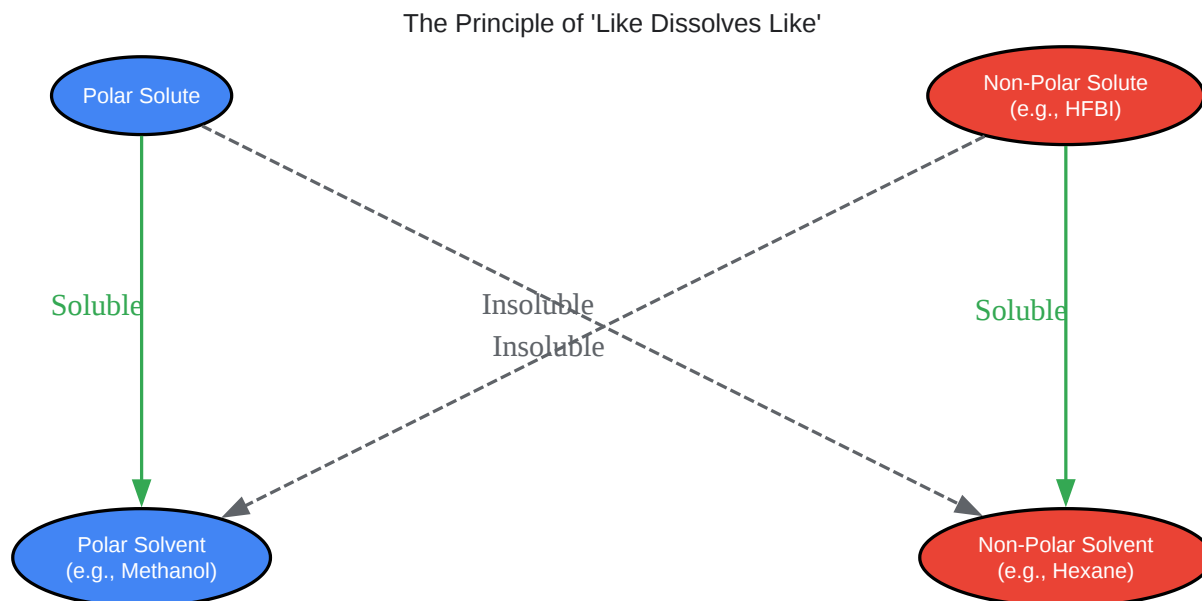 The Principle of 'Like Dissolves Like'
Polar Solute
Non-Polar Solute
(e.g., HFBI)
Soluble
Insoluble
Insoluble
Soluble
Polar Solvent
(e.g., Methanol)
Non-Polar Solvent
(e.g., Hexane)